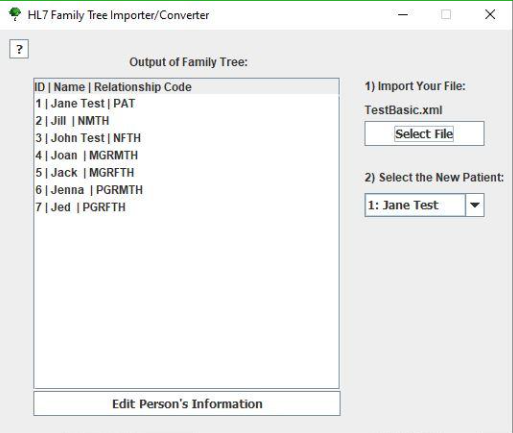 HL7 Family Tree Importer/Converter
?
Output of Family Tree:
ID | Name | Relationship Code
1 | Jane Test | PAT
2 | Jill | NMTH
3 | John Test | NFTH
4 | Joan | MGRMTH
5 | Jack | MGRFTH
6 | Jenna | PGRMTH
7 | Jed | PGRFTH
Edit Person's Information
1) Import Your File:
TestBasic.xml
Select File
2) Select the New Patient:
1: Jane Test